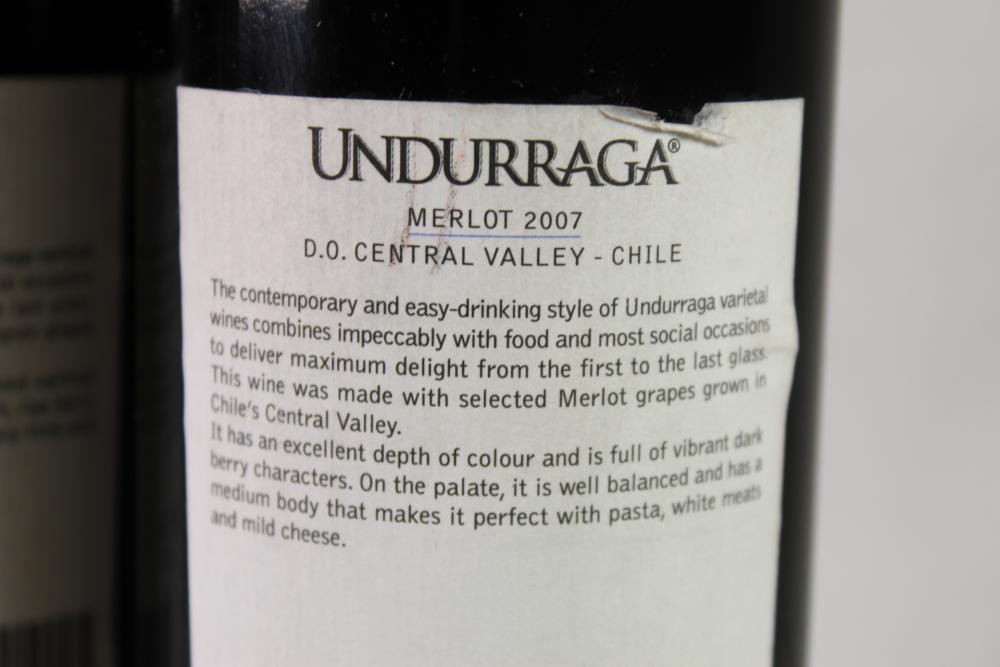 UNDURRAGA®
MERLOT 2007
D.O. CENTRAL VALLEY - CHILE
The contemporary and easy-drinking style of Undurraga varietal
wines combines impeccably with food and most social occasions
to deliver maximum delight from the first to the last glass.
This wine was made with selected Merlot grapes grown in
Chile's Central Valley.
It has an excellent depth of colour and is full of vibrant dark
berry characters. On the palate, it is well balanced and has a
medium body that makes it perfect with pasta, white meats
and mild cheese.